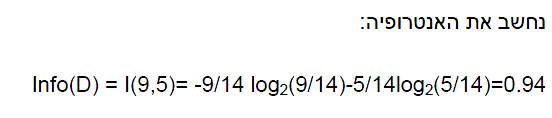 נחשב את האנטרופיה:
Info(D) = I(9,5)= -9/14 log₂(9/14)-5/14log₂(5/14)=0.94